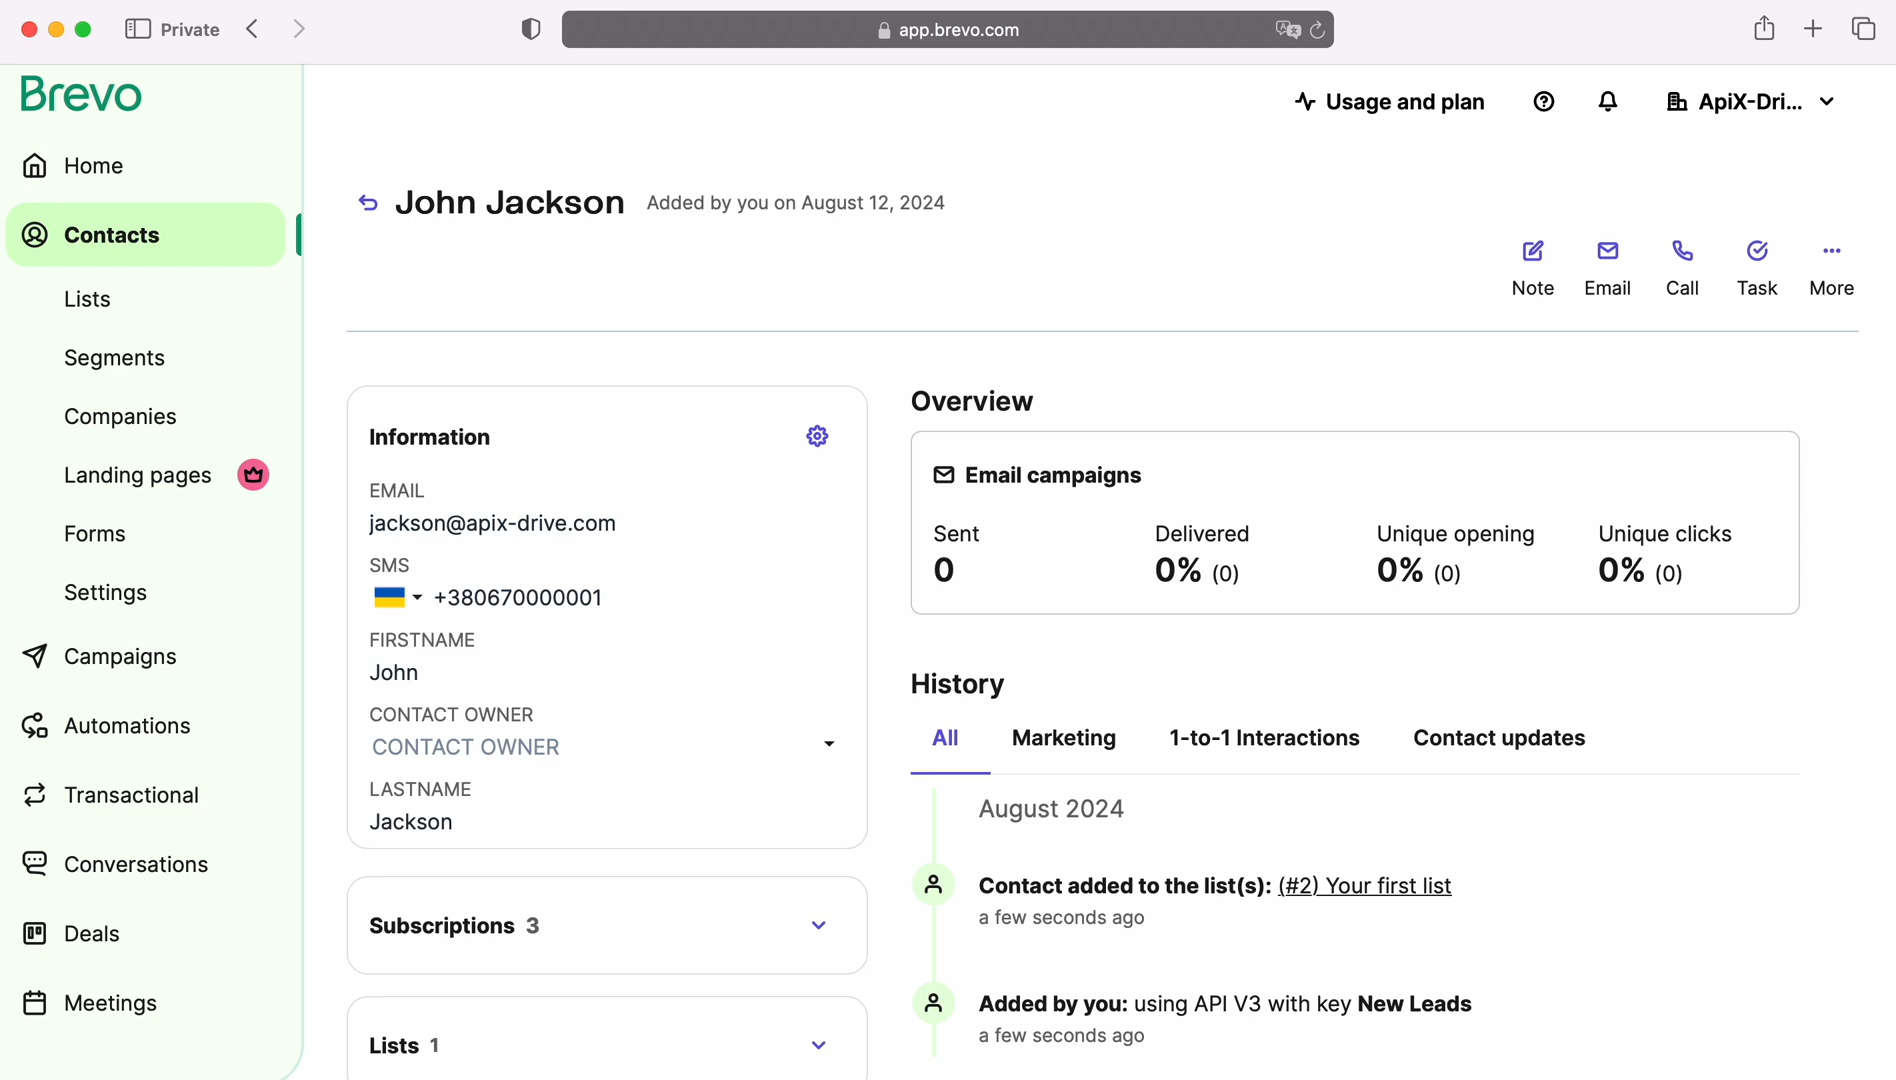 Private
app.brevo.com
Brevo
Usage and plan
ApiX-Dri...
Home
Contacts
Lists
Segments
Companies
Landing pages
Forms
Settings
Campaigns
Automations
Transactional
Conversations
Deals
Meetings
John Jackson Added by you on August 12, 2024
Note Email Call Task More
Information
EMAIL
jackson@apix-drive.com
SMS
+380670000001
FIRSTNAME
John
CONTACT OWNER
CONTACT OWNER
LASTNAME
Jackson
Subscriptions 3
Lists 1
Overview
Email campaigns
Sent Delivered Unique opening Unique clicks
0 0% (0) 0% (0) 0% (0)
History
All Marketing 1-to-1 Interactions Contact updates
August 2024
Contact added to the list(s): (#2) Your first list
a few seconds ago
Added by you: using API V3 with key New Leads
a few seconds ago